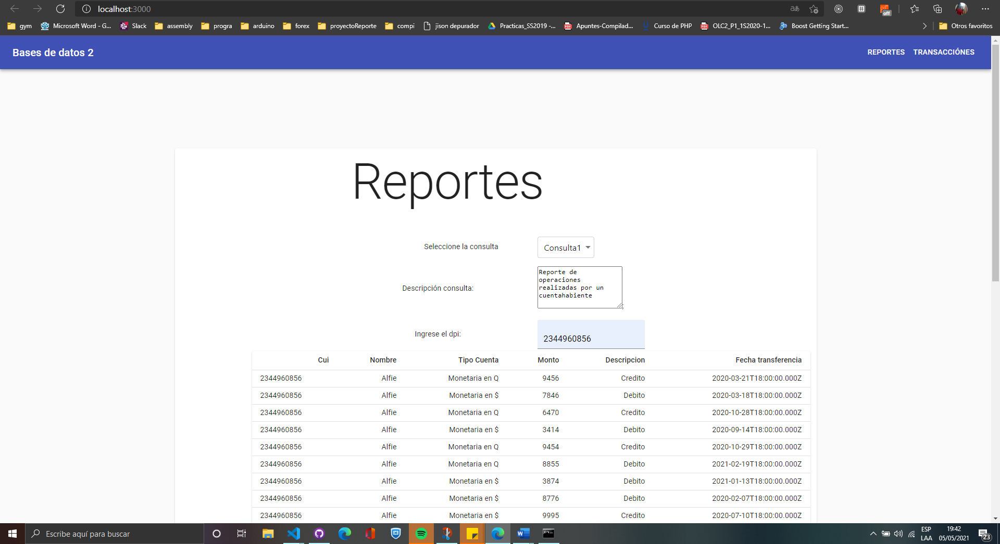 localhost:3000
gym
Microsoft Word - G...
Slack
assembly
progra
arduino
forex
proyectoReporte
compi
jison depurador
Practicas_SS2019 -...
Apuntes-Compilad...
Curso de PHP
OLC2_P1_1S2020-1...
Boost Getting Start...
Otros favoritos
Bases de datos 2
REPORTES
TRANSACCIÓNES
Reportes
Seleccione la consulta
Consulta1
Descripción consulta:
Reporte de
operaciones
realizadas por un
cuentahabiente
;
Ingrese el dpi:
2344960856
Cui Nombre Tipo Cuenta Monto Descripcion Fecha transferencia
2344960856 Alfie Monetaria en Q 9456 Credito 2020-03-21T18:00:00.000Z
2344960856 Alfie Monetaria en $ 7846 Debito 2020-03-18T18:00:00.000Z
2344960856 Alfie Monetaria en Q 6470 Credito 2020-10-28T18:00:00.000Z
2344960856 Alfie Monetaria en $ 3414 Debito 2020-09-14T18:00:00.000Z
2344960856 Alfie Monetaria en Q 9454 Credito 2020-10-29T18:00:00.000Z
2344960856 Alfie Monetaria en Q 8855 Debito 2021-02-19T18:00:00.000Z
2344960856 Alfie Monetaria en $ 3874 Debito 2021-01-13T18:00:00.000Z
2344960856 Alfie Monetaria en $ 8776 Debito 2020-02-07T18:00:00.000Z
2344960856 Alfie Monetaria en $ 9995 Credito 2020-07-10T18:00:00.000Z
Escribe aquí para buscar
ESP
LAA
19:42
05/05/2021
23
off